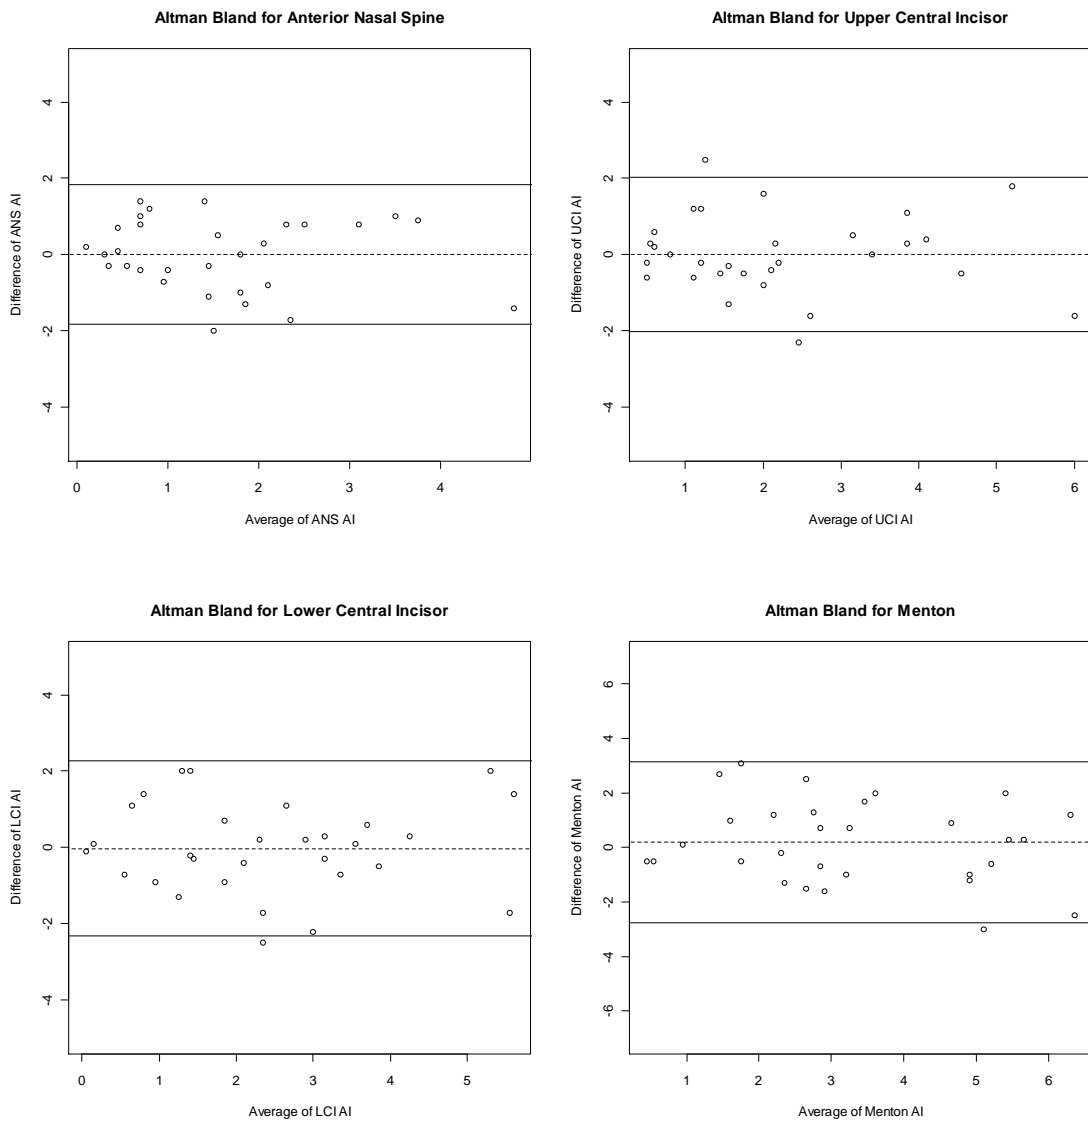 Altman Bland for Anterior Nasal Spine
Difference of ANS AI
4
2
0
-2
-4
0 1 2 3 4
Average of ANS AI
Altman Bland for Upper Central Incisor
Difference of UCI AI
4
2
0
-2
-4
1 2 3 4 5 6
Average of UCI AI
Altman Bland for Lower Central Incisor
Difference of LCI AI
4
2
0
-2
-4
0 1 2 3 4 5
Average of LCI AI
Altman Bland for Menton
Difference of Menton AI
6
4
2
0
-2
-4
-6
1 2 3 4 5 6
Average of Menton AI